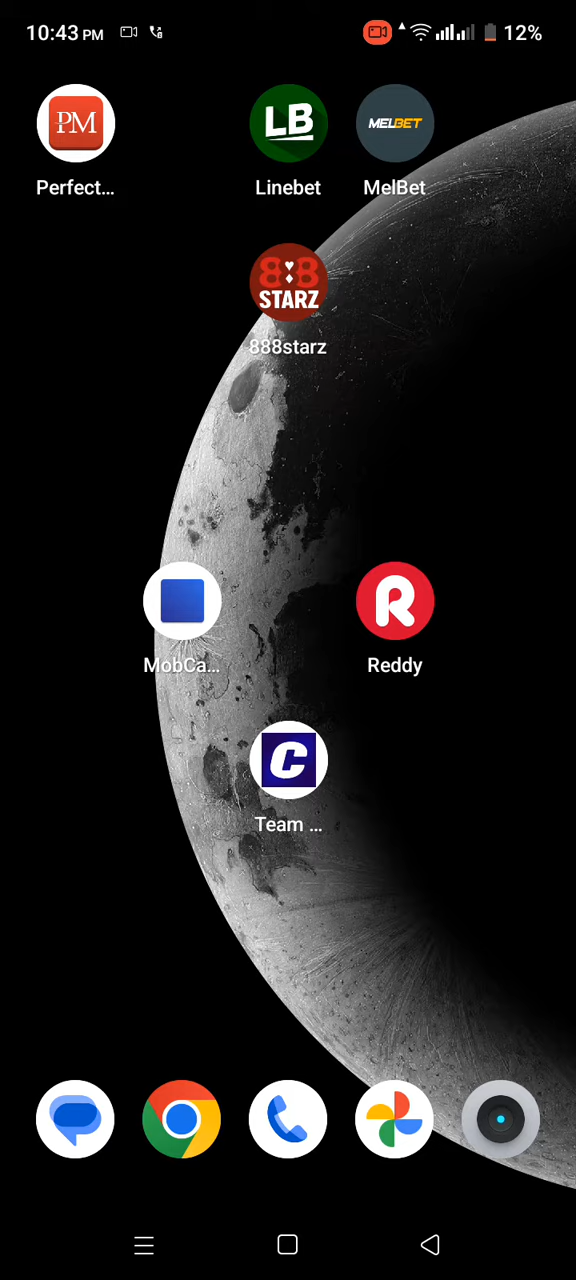 10:43 PM
12%
PM
LB
MELBET
Perfect...
Linebet
MelBet
888
STARZ
888starz
R
MobCa...
Reddy
C
Team ...